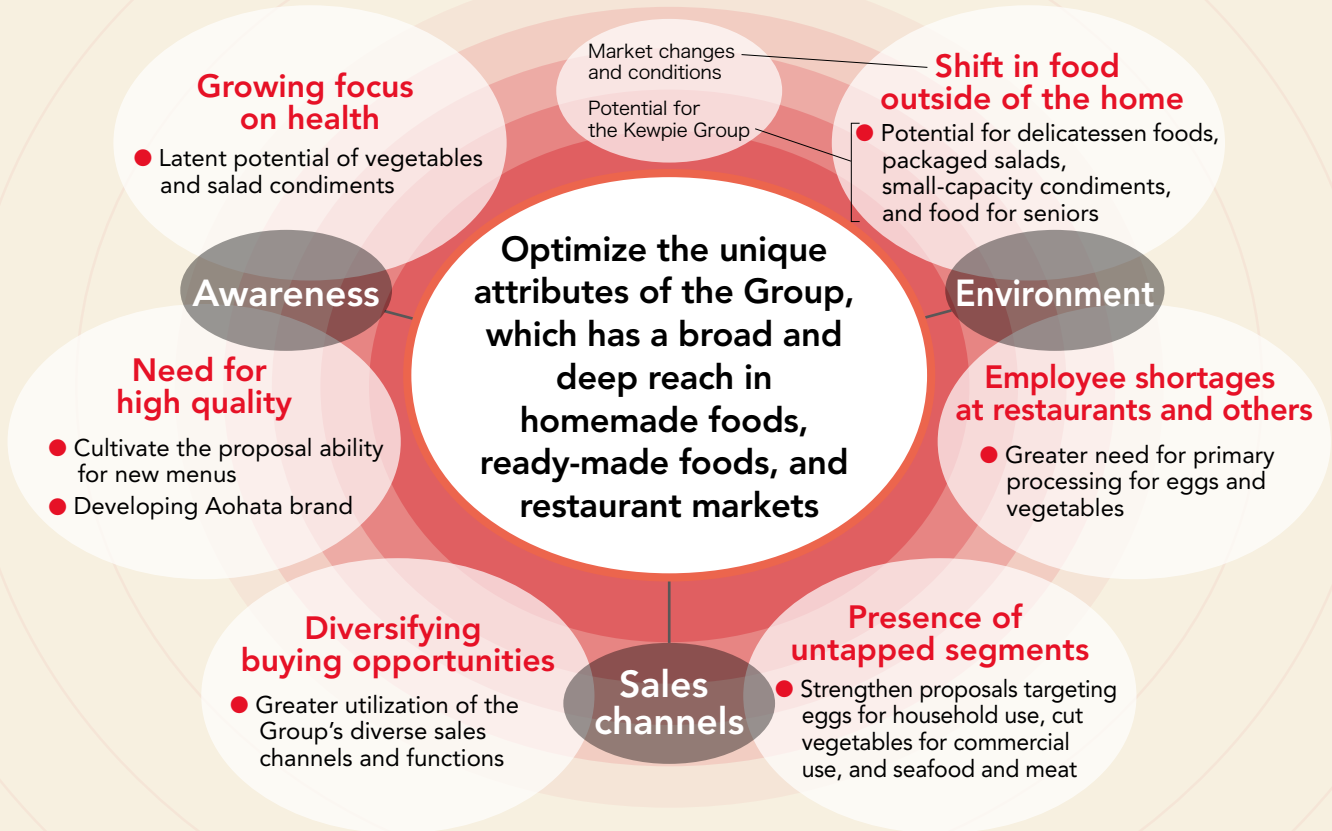 Growing focus
on health
● Latent potential of vegetables
and salad condiments
Market changes
and conditions
Potential for
the Kewpie Group
Shift in food
outside of the home
● Potential for delicatessen foods,
packaged salads,
small-capacity condiments,
and food for seniors
Awareness
Optimize the unique
attributes of the Group,
which has a broad and
deep reach in
homemade foods,
ready-made foods, and
restaurant markets
Environment
Need for
high quality
● Cultivate the proposal ability
for new menus
● Developing Aohata brand
Employee shortages
at restaurants and others
● Greater need for primary
processing for eggs and
vegetables
Diversifying
buying opportunities
● Greater utilization of the
Group’s diverse sales
channels and functions
Sales
channels
Presence of
untapped segments
● Strengthen proposals targeting
eggs for household use, cut
vegetables for commercial
use, and seafood and meat